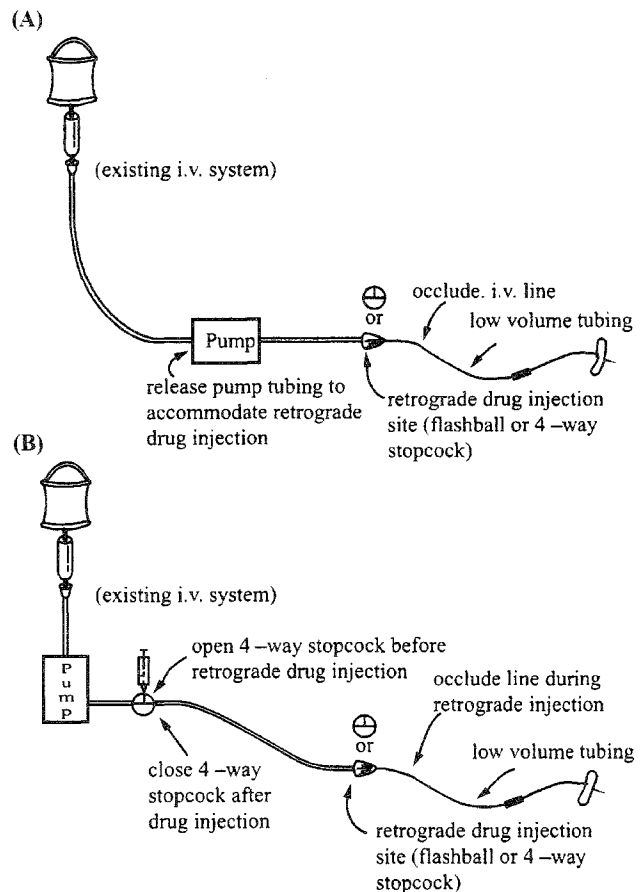 (A)
(existing i.v. system)
Pump
or
occlude. i.v. line
low volume tubing
release pump tubing to
accommodate retrograde
drug injection
retrograde drug injection
site (flashball or 4 –way
stopcock)
(B)
(existing i.v. system)
Pump
open 4 –way stopcock before
retrograde drug injection
close 4 –way
stopcock after
drug injection
or
occlude line during
retrograde injection
low volume tubing
retrograde drug injection
site (flashball or 4 –way
stopcock)